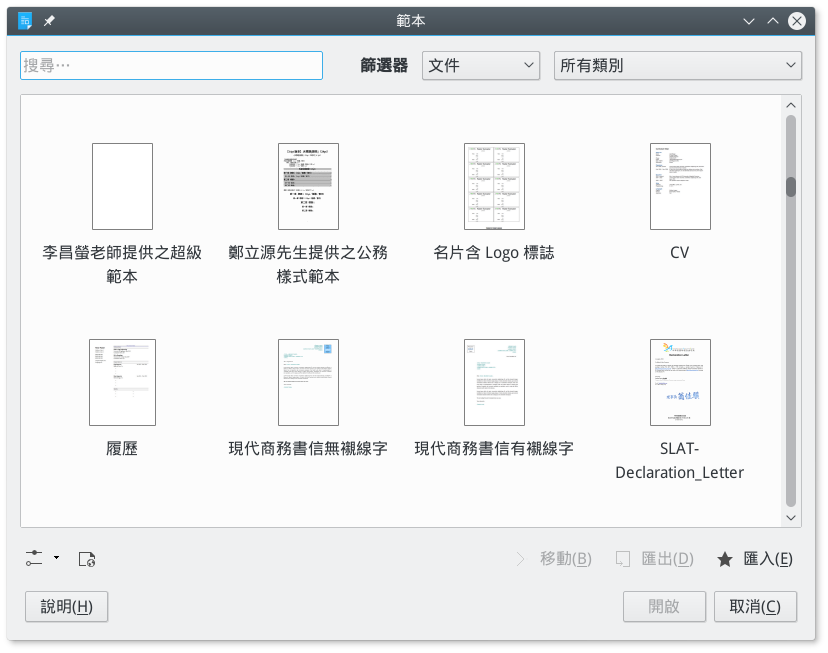 範本
搜尋…
篩選器
文件
所有類別
李昌螢老師提供之超級
範本
鄭立源先生提供之公務
樣式範本
名片含 Logo 標誌
CV
履歷
現代商務書信無襯線字
現代商務書信有襯線字
SLAT-
Declaration_Letter
移動(B)
匯出(D)
匯入(E)
說明(H)
開啟
取消(C)